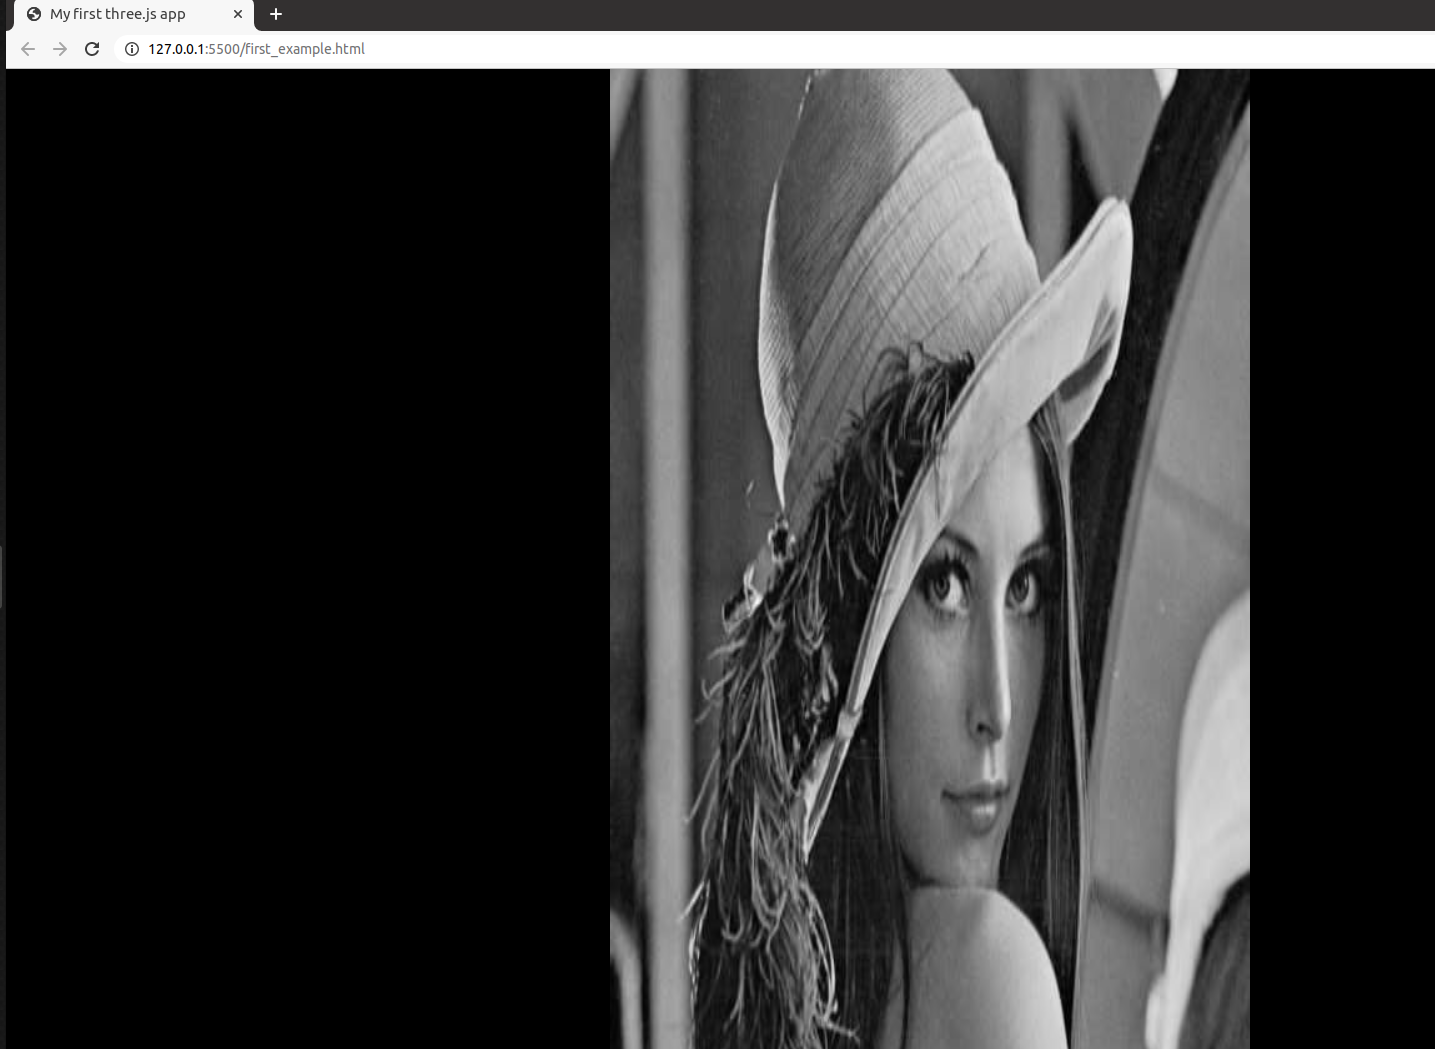 My first three.js app
127.0.0.1:5500/first_example.html